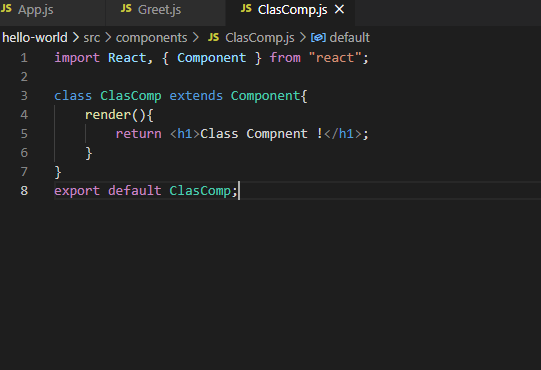 JS App.js JS Greet.js JS ClasComp.js ×
hello-world > src > components > JS ClasComp.js > default
1 import React, { Component } from "react";
2
3 class ClasComp extends Component{
4 render(){
5 return <h1>Class Compnent !</h1>;
6 }
7 }
8 export default ClasComp;